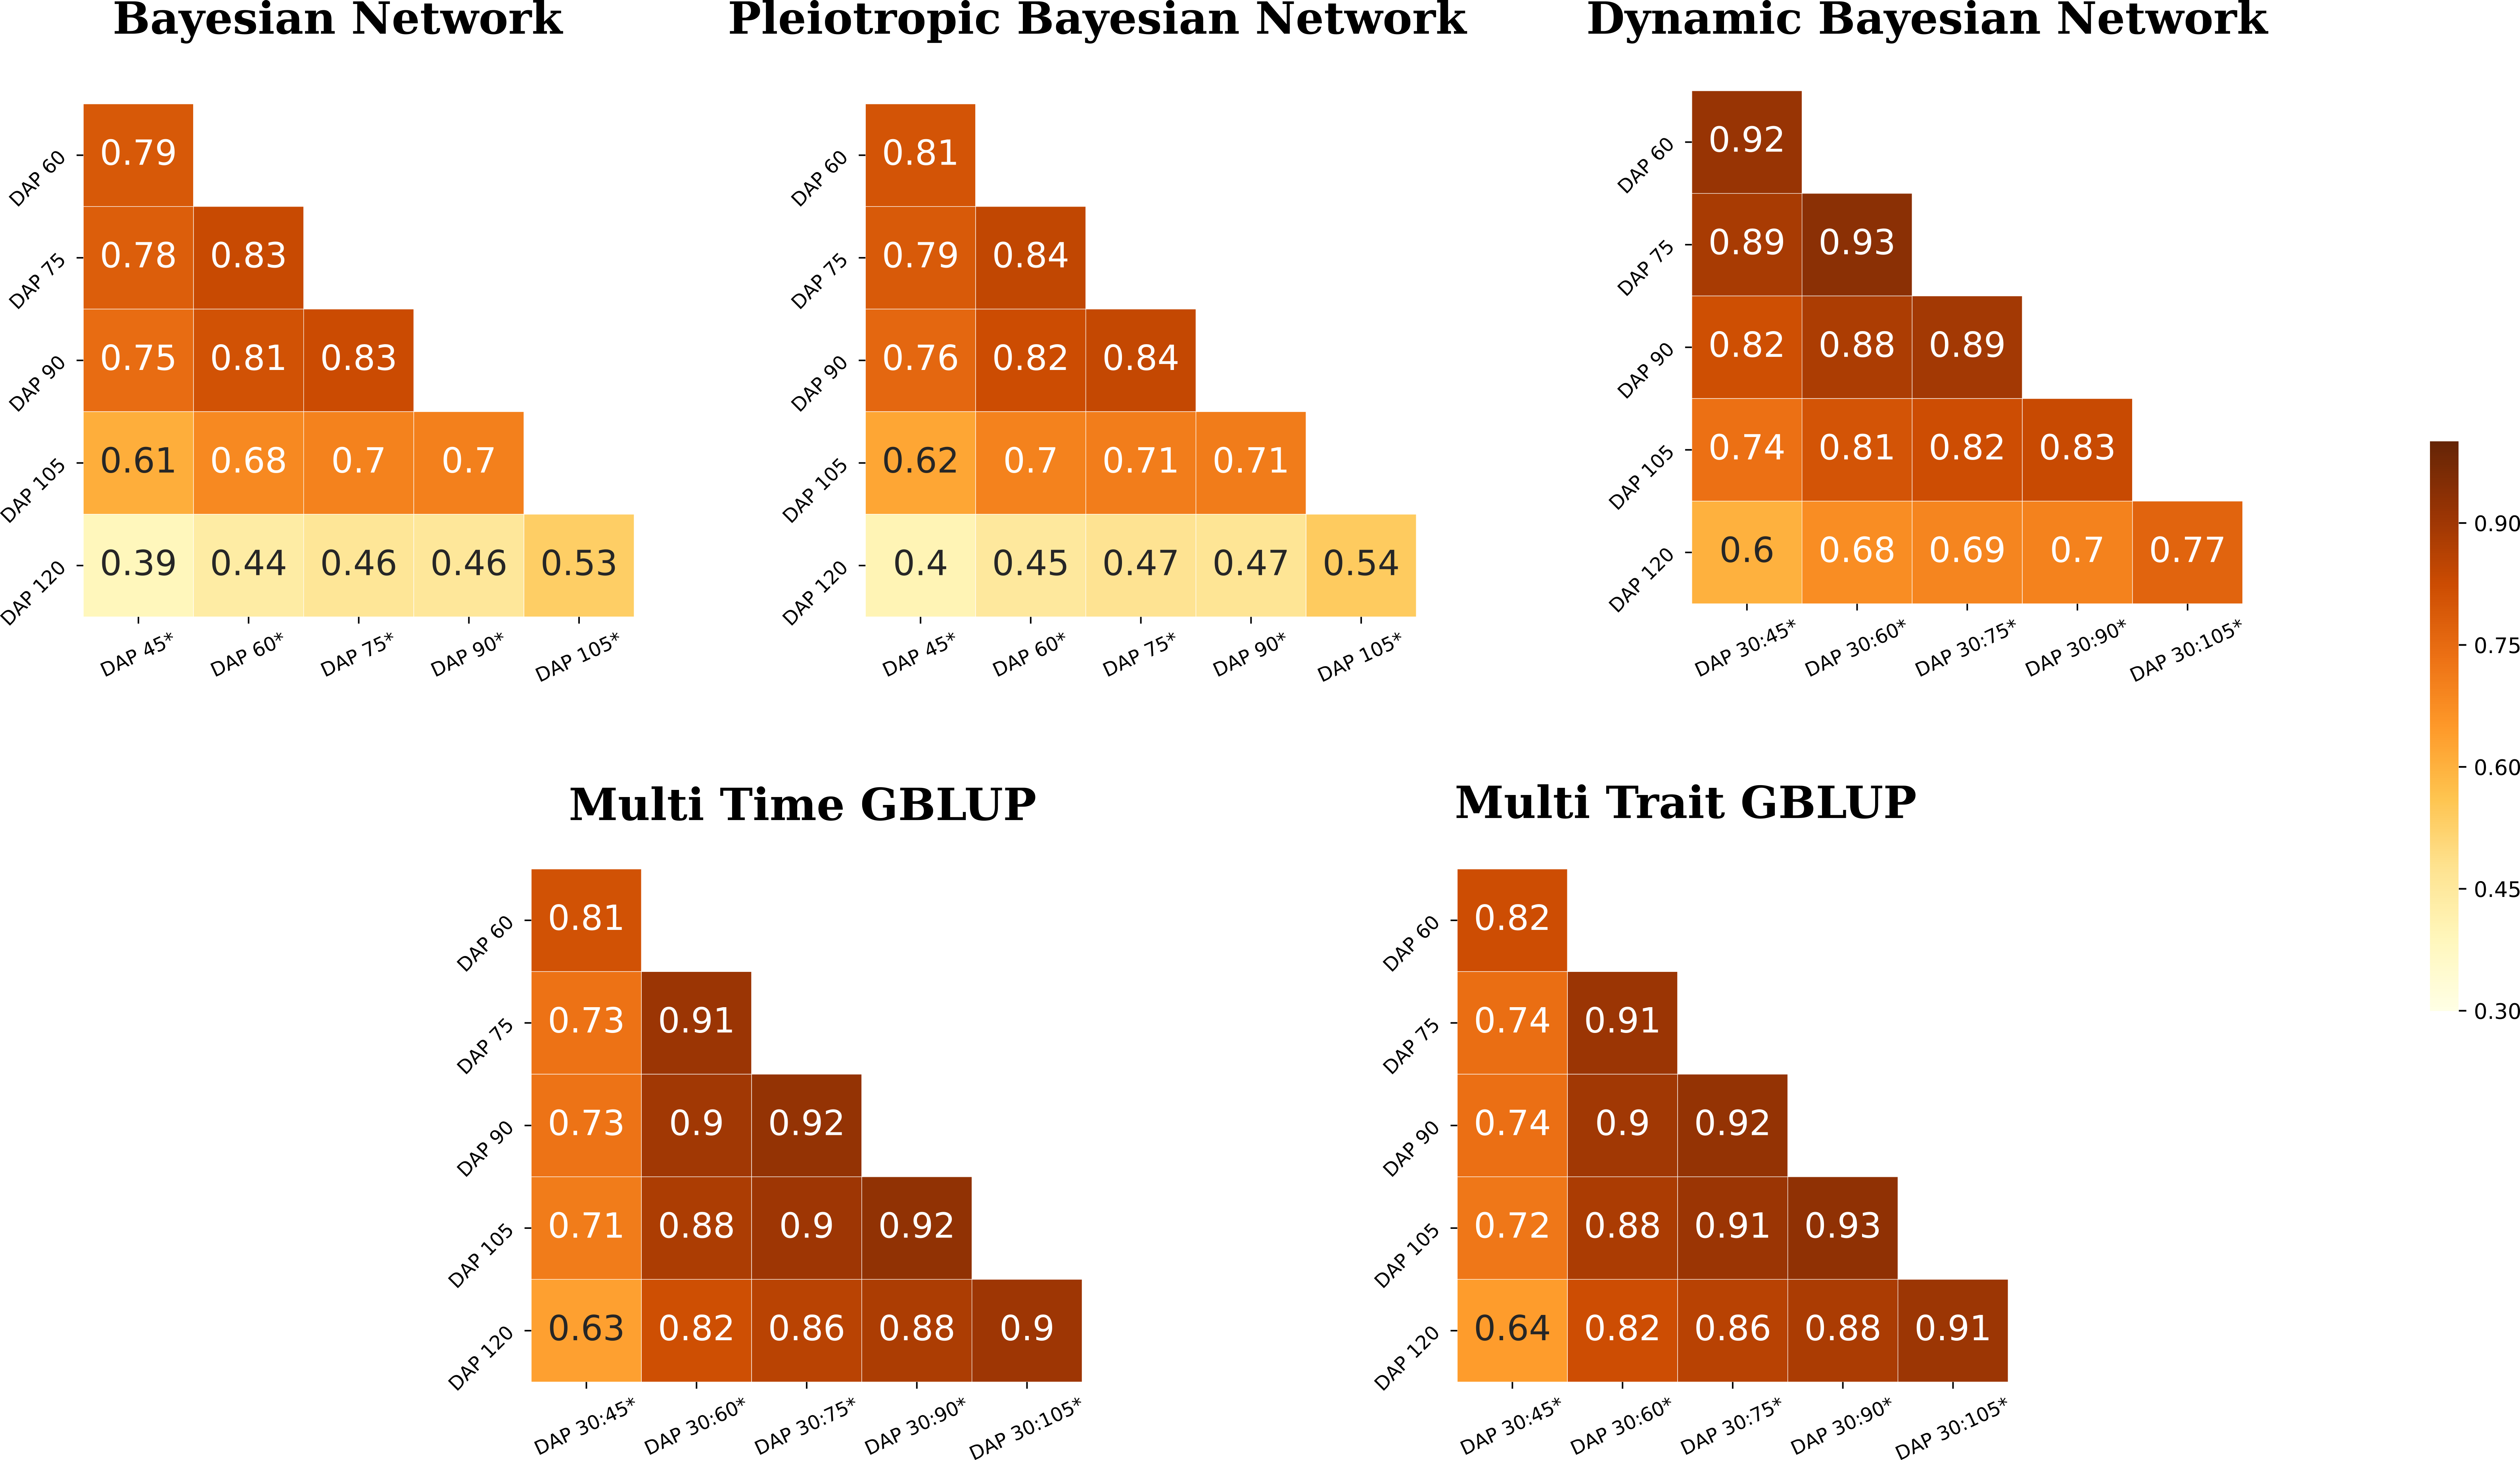 Bayesian Network
Pleiotropic Bayesian Network
Dynamic Bayesian Network
DAP 60
0.79
DAP 75
0.78 0.83
DAP 90
0.75 0.81 0.83
DAP 105
0.61 0.68 0.7 0.7
DAP 120
0.39 0.44 0.46 0.46 0.53
DAP 45* DAP 60* DAP 75* DAP 90* DAP 105*
DAP 60
0.81
DAP 75
0.79 0.84
DAP 90
0.76 0.82 0.84
DAP 105
0.62 0.7 0.71 0.71
DAP 120
0.4 0.45 0.47 0.47 0.54
DAP 45* DAP 60* DAP 75* DAP 90* DAP 105*
DAP 60
0.92
DAP 75
0.89 0.93
DAP 90
0.82 0.88 0.89
DAP 105
0.74 0.81 0.82 0.83
DAP 120
0.6 0.68 0.69 0.7 0.77
DAP 30:45* DAP 30:60* DAP 30:75* DAP 30:90* DAP 30:105*
Multi Time GBLUP
DAP 60
0.81
DAP 75
0.73 0.91
DAP 90
0.73 0.9 0.92
DAP 105
0.71 0.88 0.9 0.92
DAP 120
0.63 0.82 0.86 0.88 0.9
DAP 30:45* DAP 30:60* DAP 30:75* DAP 30:90* DAP 30:105*
Multi Trait GBLUP
DAP 60
0.82
DAP 75
0.74 0.91
DAP 90
0.74 0.9 0.92
DAP 105
0.72 0.88 0.91 0.93
DAP 120
0.64 0.82 0.86 0.88 0.91
DAP 30:45* DAP 30:60* DAP 30:75* DAP 30:90* DAP 30:105*
0.90
0.75
0.60
0.45
0.30